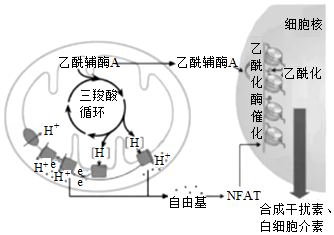 细胞核
乙酰辅酶A
乙酰辅酶A
乙酰化酶催化
乙酰化
三羧酸
循环
[H]
[H]
H⁺
H⁺
H⁺
H⁺
e
e
e
e
自由基
NFAT
合成干扰素、
白细胞介素